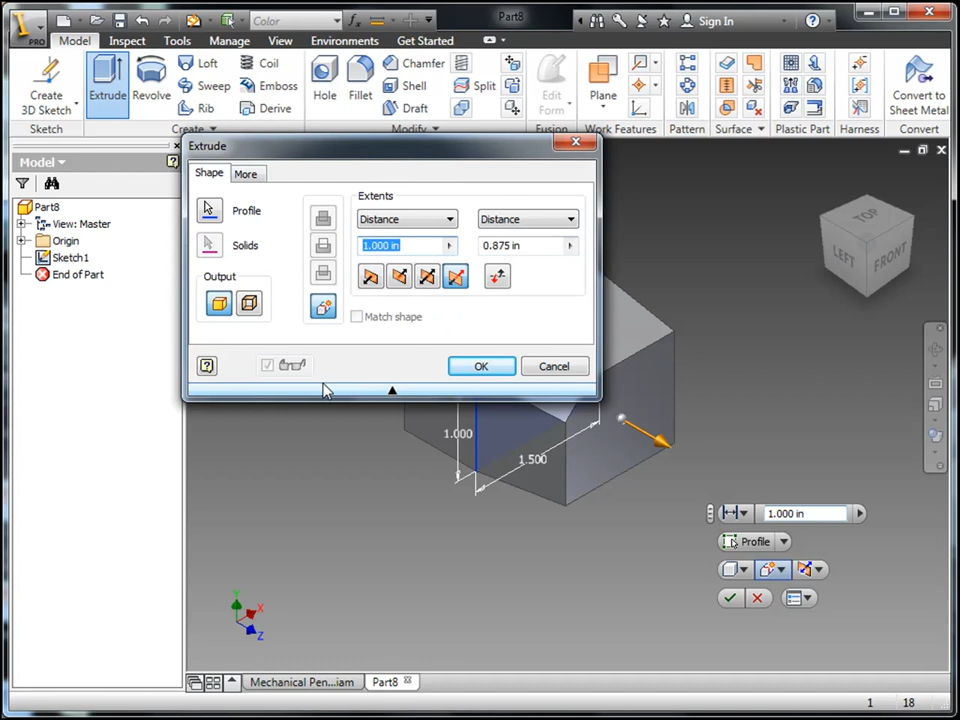 Color
Part8
Sign In
PRO
Model
Inspect
Tools
Manage
View
Environments
Get Started
Create
3D Sketch
Extrude
Revolve
Loft
Sweep
Rib
Coil
Emboss
Derive
Hole
Fillet
Chamfer
Shell
Draft
Split
Edit
Form
Plane
Convert to
Sheet Metal
Sketch
Create
Modify
Fusion
Work Features
Pattern
Surface
Plastic Part
Harness
Convert
Model
Part8
View: Master
Origin
Sketch1
End of Part
Extrude
Shape
More
Profile
Solids
Output
Extents
Distance
Distance
1.000 in
0.875 in
Match shape
OK
Cancel
TOP
LEFT
FRONT
1.000
1.500
1.000 in
Profile
Y
X
Z
Mechanical Pen...iam
Part8
1
18